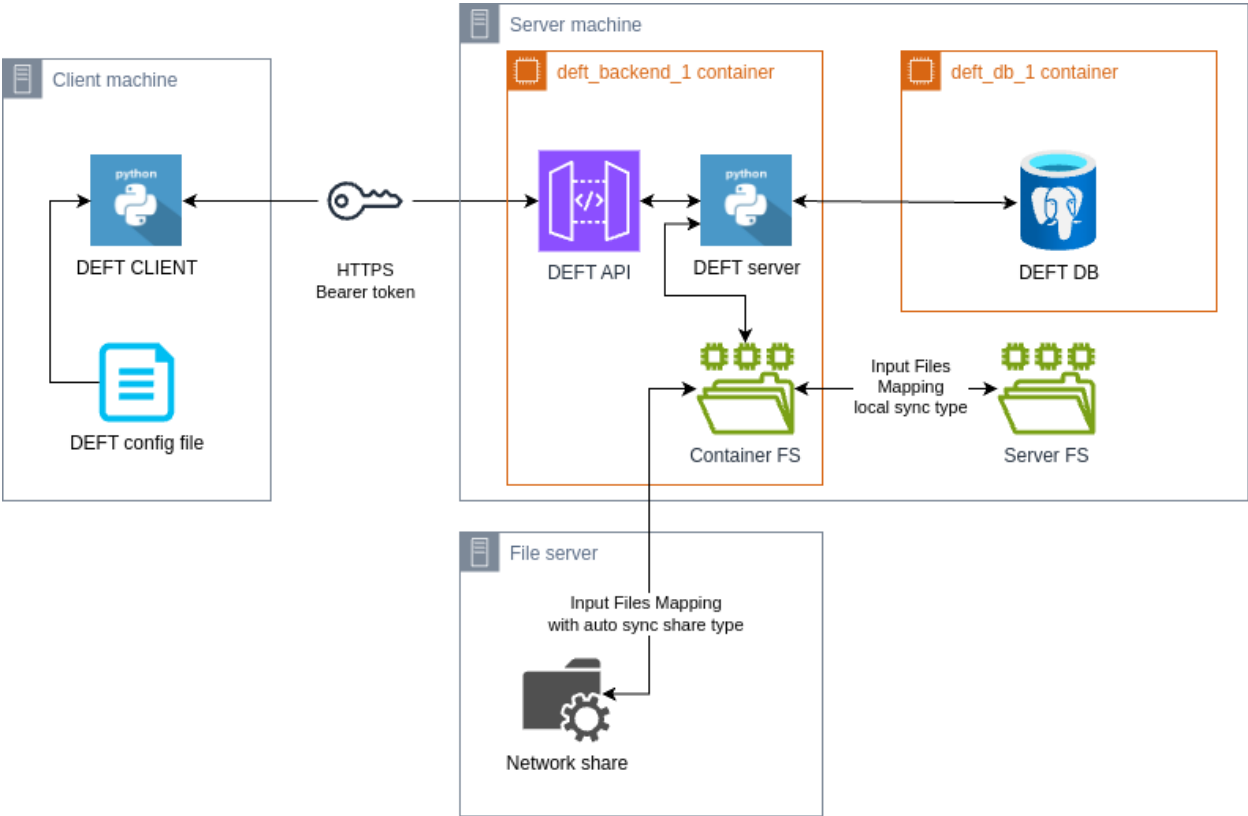 Server machine
deft_backend_1 container
deft_db_1 container
Client machine
python
DEFT CLIENT
HTTPS
Bearer token
</>
DEFT API
python
DEFT server
DEFT DB
DEFT config file
Input Files
Mapping
local sync type
Container FS
Server FS
File server
Input Files Mapping
with auto sync share type
Network share